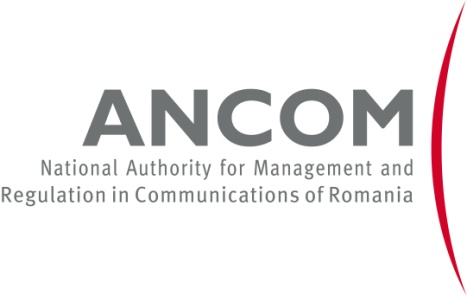 ANCOM
National Authority for Management and
Regulation in Communications of Romania